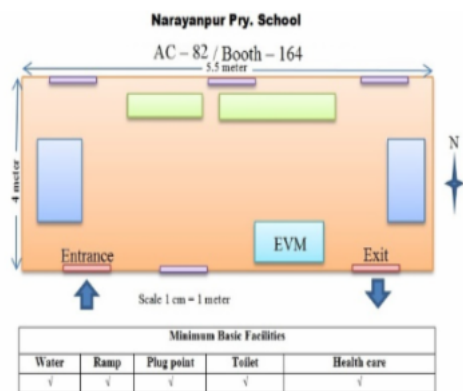 Narayanpur Pry. School
AC – 82 / Booth – 164
5.5 meter
4 meter
N
EVM
Entrance
Exit
Scale 1 cm = 1 meter
Minimum Basic Facilities
Water Ramp Plug point Toilet Health care
√ √ √ √ √